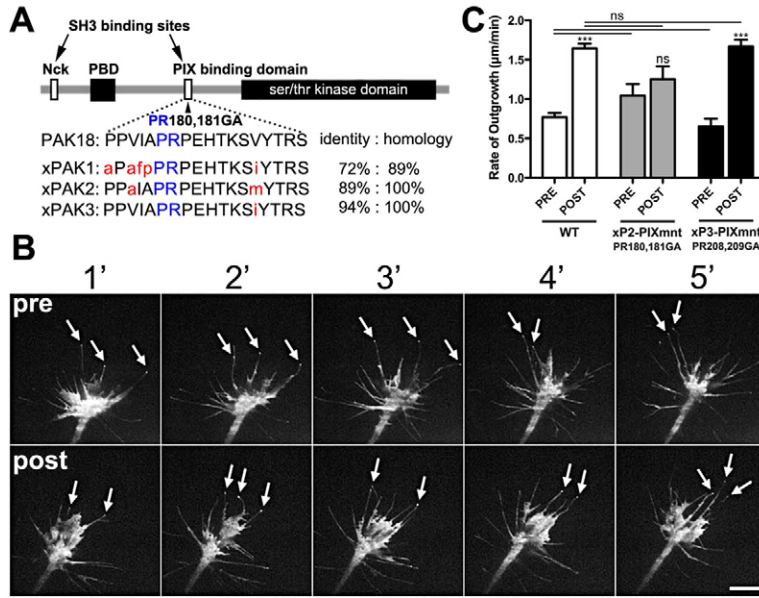 A
SH3 binding sites
Nck PBD PIX binding domain
ser/thr kinase domain
PR180,181GA
PAK18: PPVIAPRPEHTKSVYTRS identity : homology
xPAK1: aPafpPRPEHTKSiYTRS 72% : 89%
xPAK2: PPaIAPRPEHTKSmYTRS 89% : 100%
xPAK3: PPVIAPRPEHTKSiYTRS 94% : 100%
C
Rate of Outgrowth (µm/min)
2.0
1.5
1.0
0.5
0.0
ns
*** ns ***
PRE POST PRE POST PRE POST
WT xP2-PIXmnt xP3-PIXmnt
PR180,181GA PR208,209GA
B
1’ 2’ 3’ 4’ 5’
pre
post